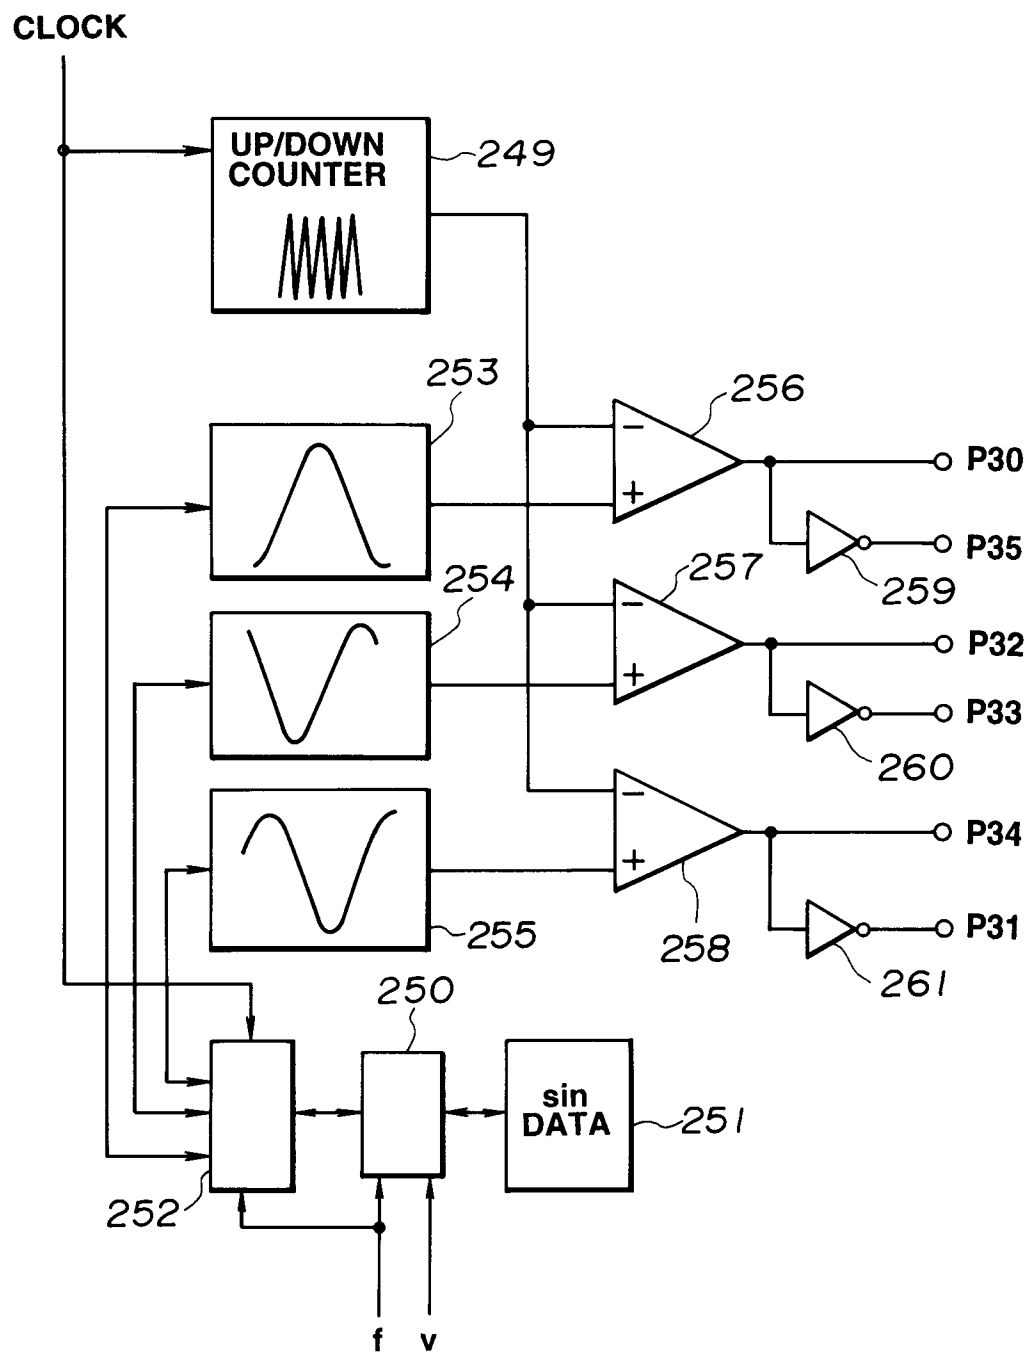 CLOCK
UP/DOWN
COUNTER
249
253
256
P30
P35
259
254
257
P32
P33
260
255
258
P34
P31
261
250
sin
DATA
251
252
f
v
−
+
−
+
−
+